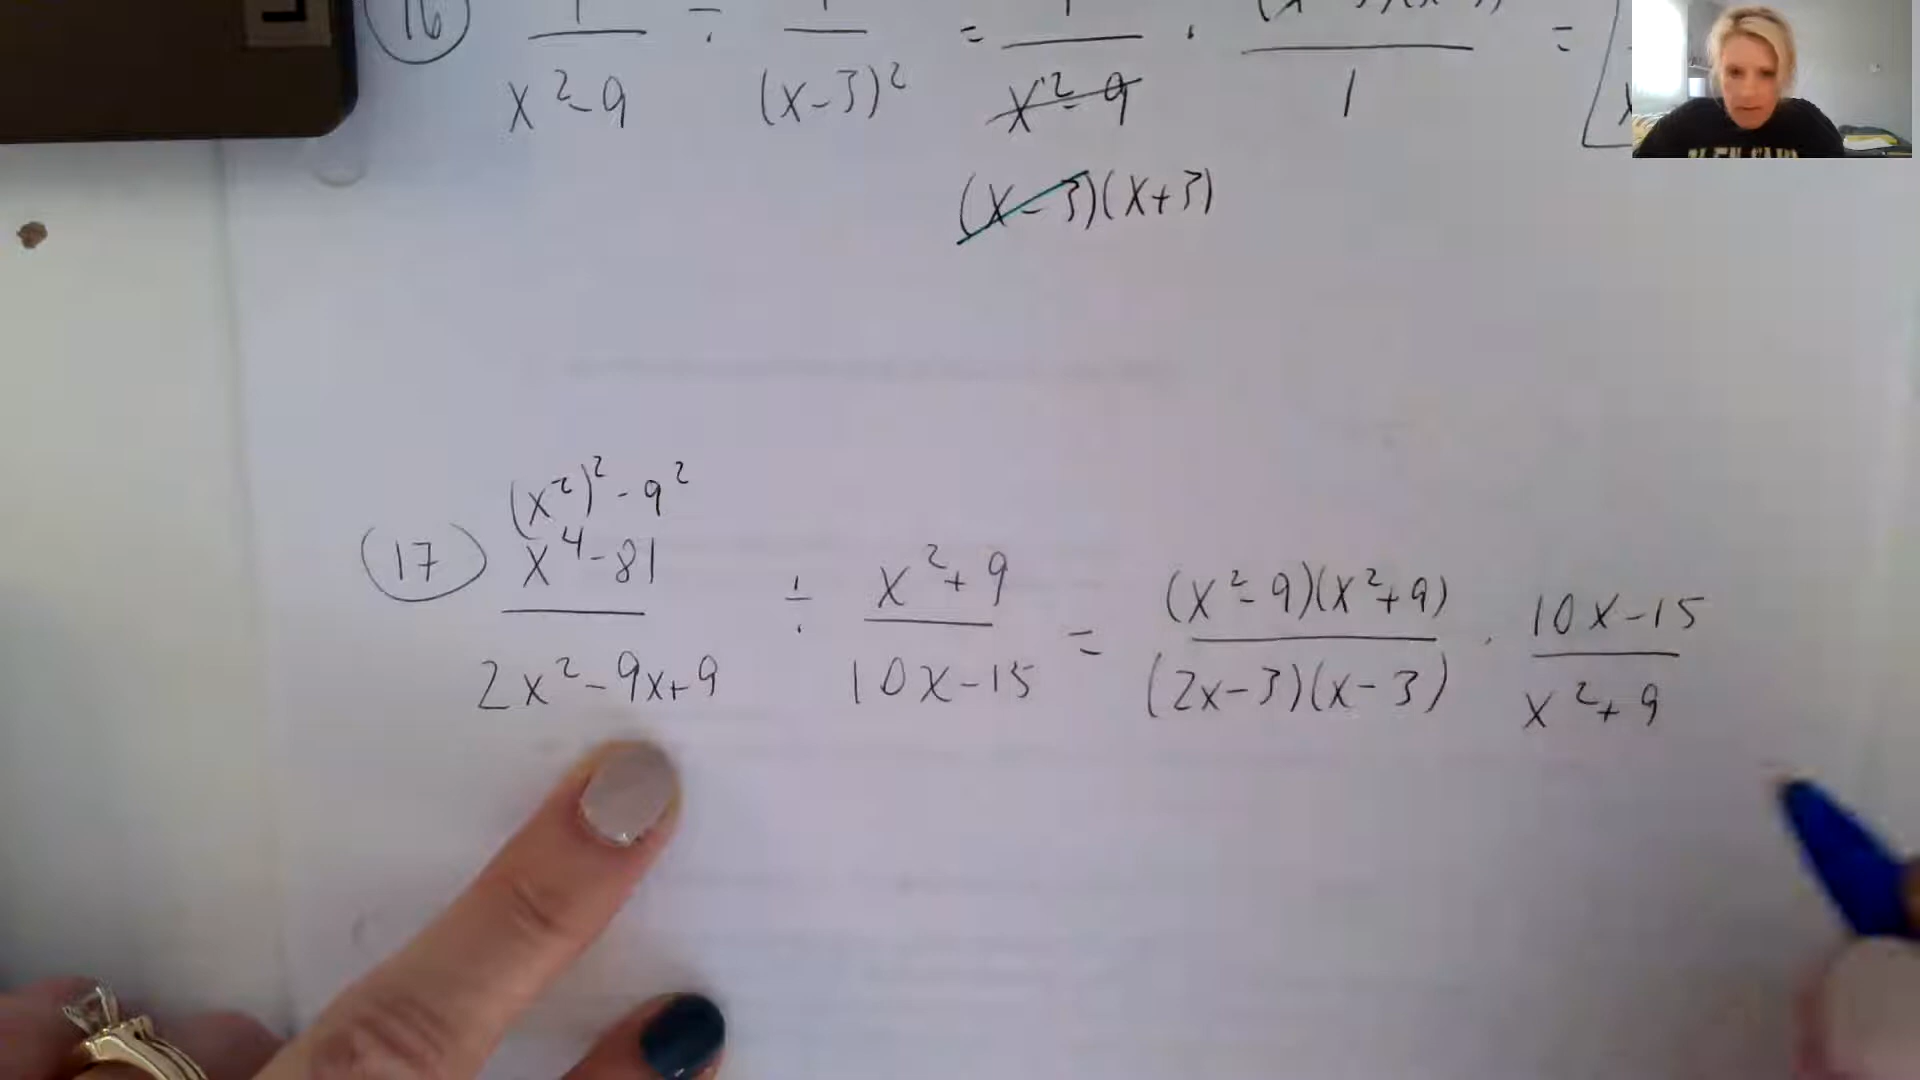 16 1/(x²-9) ÷ 1/(x-3)² = 1/(x²-9) · /1 =
(x-3)(x+3)
(x²)² - 9²
17 (x⁴-81)/(2x²-9x+9) ÷ (x²+9)/(10x-15) = (x²-9)(x²+9)/(2x-3)(x-3) · (10x-15)/(x²+9)